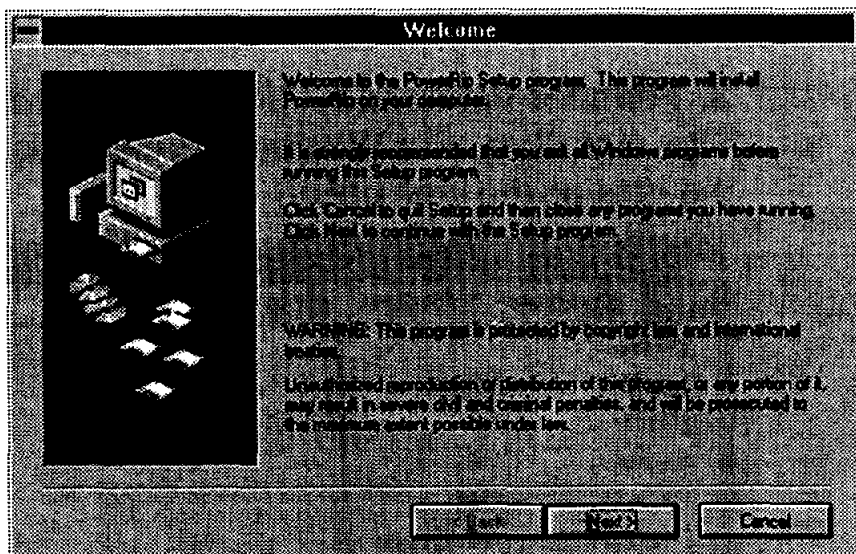 Welcome
Welcome to the PowerRip Setup program. This program will install
PowerRip on your computer.
It is strongly recommended that you exit all Windows programs before
running this Setup program.
Click Cancel to quit Setup and then close any programs you have running.
Click Next to continue with the Setup program.
WARNING: This program is protected by copyright law and international
treaties.
Unauthorized reproduction or distribution of this program, or any portion of it,
may result in severe civil and criminal penalties, and will be prosecuted to
the maximum extent possible under law.
< Back
Next >
Cancel